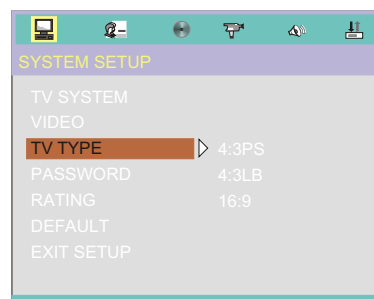 SYSTEM SETUP
TV SYSTEM
VIDEO
TV TYPE 4:3PS
PASSWORD 4:3LB
RATING 16:9
DEFAULT
EXIT SETUP